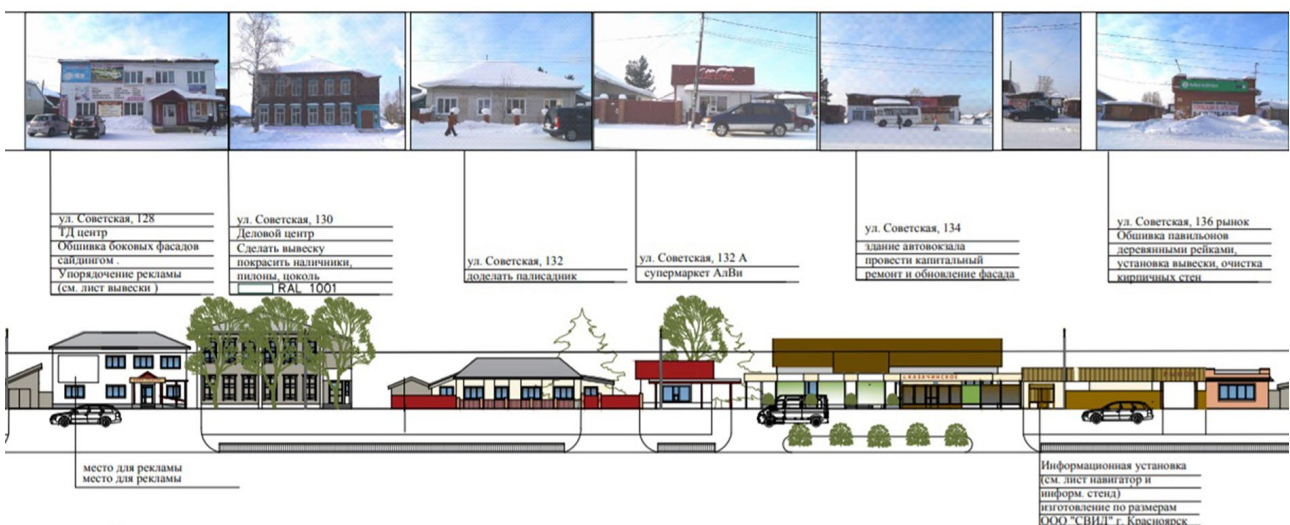 ул. Советская, 128
ТД центр
Обшивка боковых фасадов
сайдингом .
Упорядочение рекламы
(см. лист вывески )
ул. Советская, 130
Деловой центр
Сделать вывеску
покрасить наличники,
пилоны, цоколь
RAL 1001
ул. Советская, 132
доделать палисадник
ул. Советская, 132 А
супермаркет АлВи
ул. Советская, 134
здание автовокзала
провести капитальный
ремонт и обновление фасада
ул. Советская, 136 рынок
Обшивка павильонов
деревянными рейками,
установка вывески, очистка
кирпичных стен
с.КАЗАЧИНСКОЕ
место для рекламы
место для рекламы
Информационная установка
(см. лист навигатор и
информ. стенд)
изготовление по размерам
ООО "СВИД" г. Красноярск